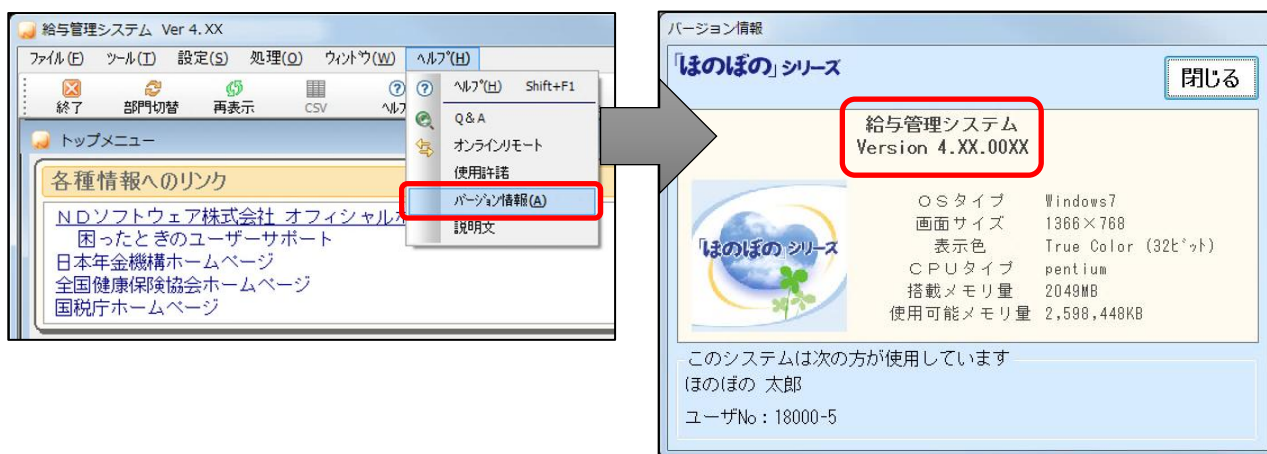 給与管理システム Ver 4.XX
ファイル(F) ツール(T) 設定(S) 処理(O) ウィンドウ(W) ヘルプ(H)
終了 部門切替 再表示 CSV ヘルプ
ヘルプ(H) Shift+F1
Q&A
オンラインリモート
使用許諾
バージョン情報(A)
説明文
トップメニュー
各種情報へのリンク
NDソフトウェア株式会社 オフィシャル
困ったときのユーザーサポート
日本年金機構ホームページ
全国健康保険協会ホームページ
国税庁ホームページ
バージョン情報
「ほのぼの」シリーズ
閉じる
給与管理システム
Version 4.XX.00XX
「ほのぼの」シリーズ
OSタイプ Windows7
画面サイズ 1366×768
表示色 True Color (32ビット)
CPUタイプ pentium
搭載メモリ量 2049MB
使用可能メモリ量 2,598,448KB
このシステムは次の方が使用しています
ほのぼの 太郎
ユーザNo：18000-5